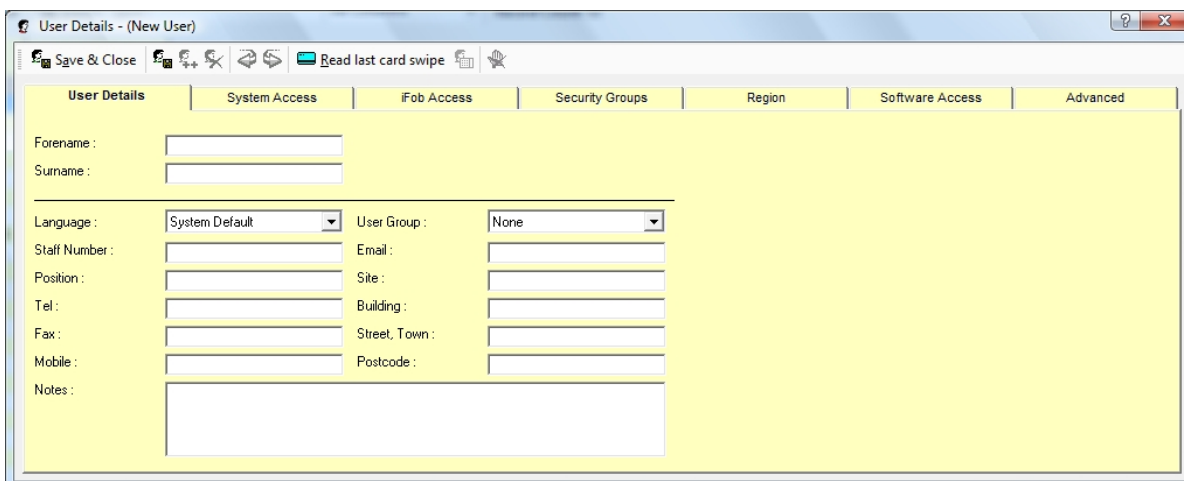 User Details - (New User)
Save & Close Read last card swipe
User Details System Access iFob Access Security Groups Region Software Access Advanced
Forename :
Surname :
Language : System Default User Group : None
Staff Number : Email :
Position : Site :
Tel : Building :
Fax : Street, Town :
Mobile : Postcode :
Notes :